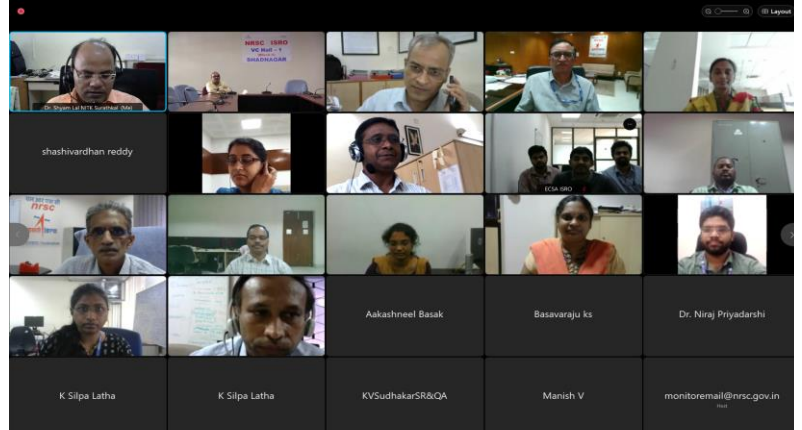 Layout
Dr. Shyam Lal NITK Surathkal (Me)
NRSC - ISRO
VC Hall - 1
SHADNAGAR
shashivardhan reddy
ECSA ISRO
nrsc
Aakashneel Basak
Basavaraju ks
Dr. Niraj Priyadarshi
K Silpa Latha
K Silpa Latha
KVSudhakarSR&QA
Manish V
monitoremail@nrsc.gov.in
Host